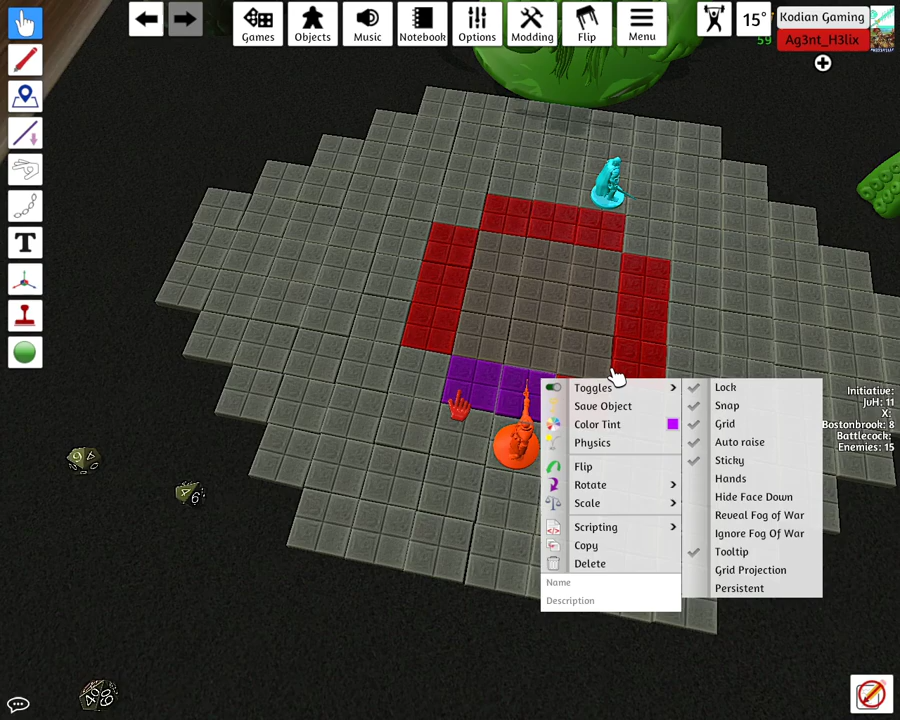 Games
Objects
Music
Notebook
Options
Modding
Flip
Menu
15°
59
Kodian Gaming
Ag3nt_H3lix
T
Initiative:
JuH: 11
X:
Bostonbrook: 8
Battlecock:
Enemies: 15
Toggles
Save Object
Color Tint
Physics
Flip
Rotate
Scale
Scripting
Copy
Delete
Name
Description
Lock
Snap
Grid
Auto raise
Sticky
Hands
Hide Face Down
Reveal Fog of War
Ignore Fog Of War
Tooltip
Grid Projection
Persistent